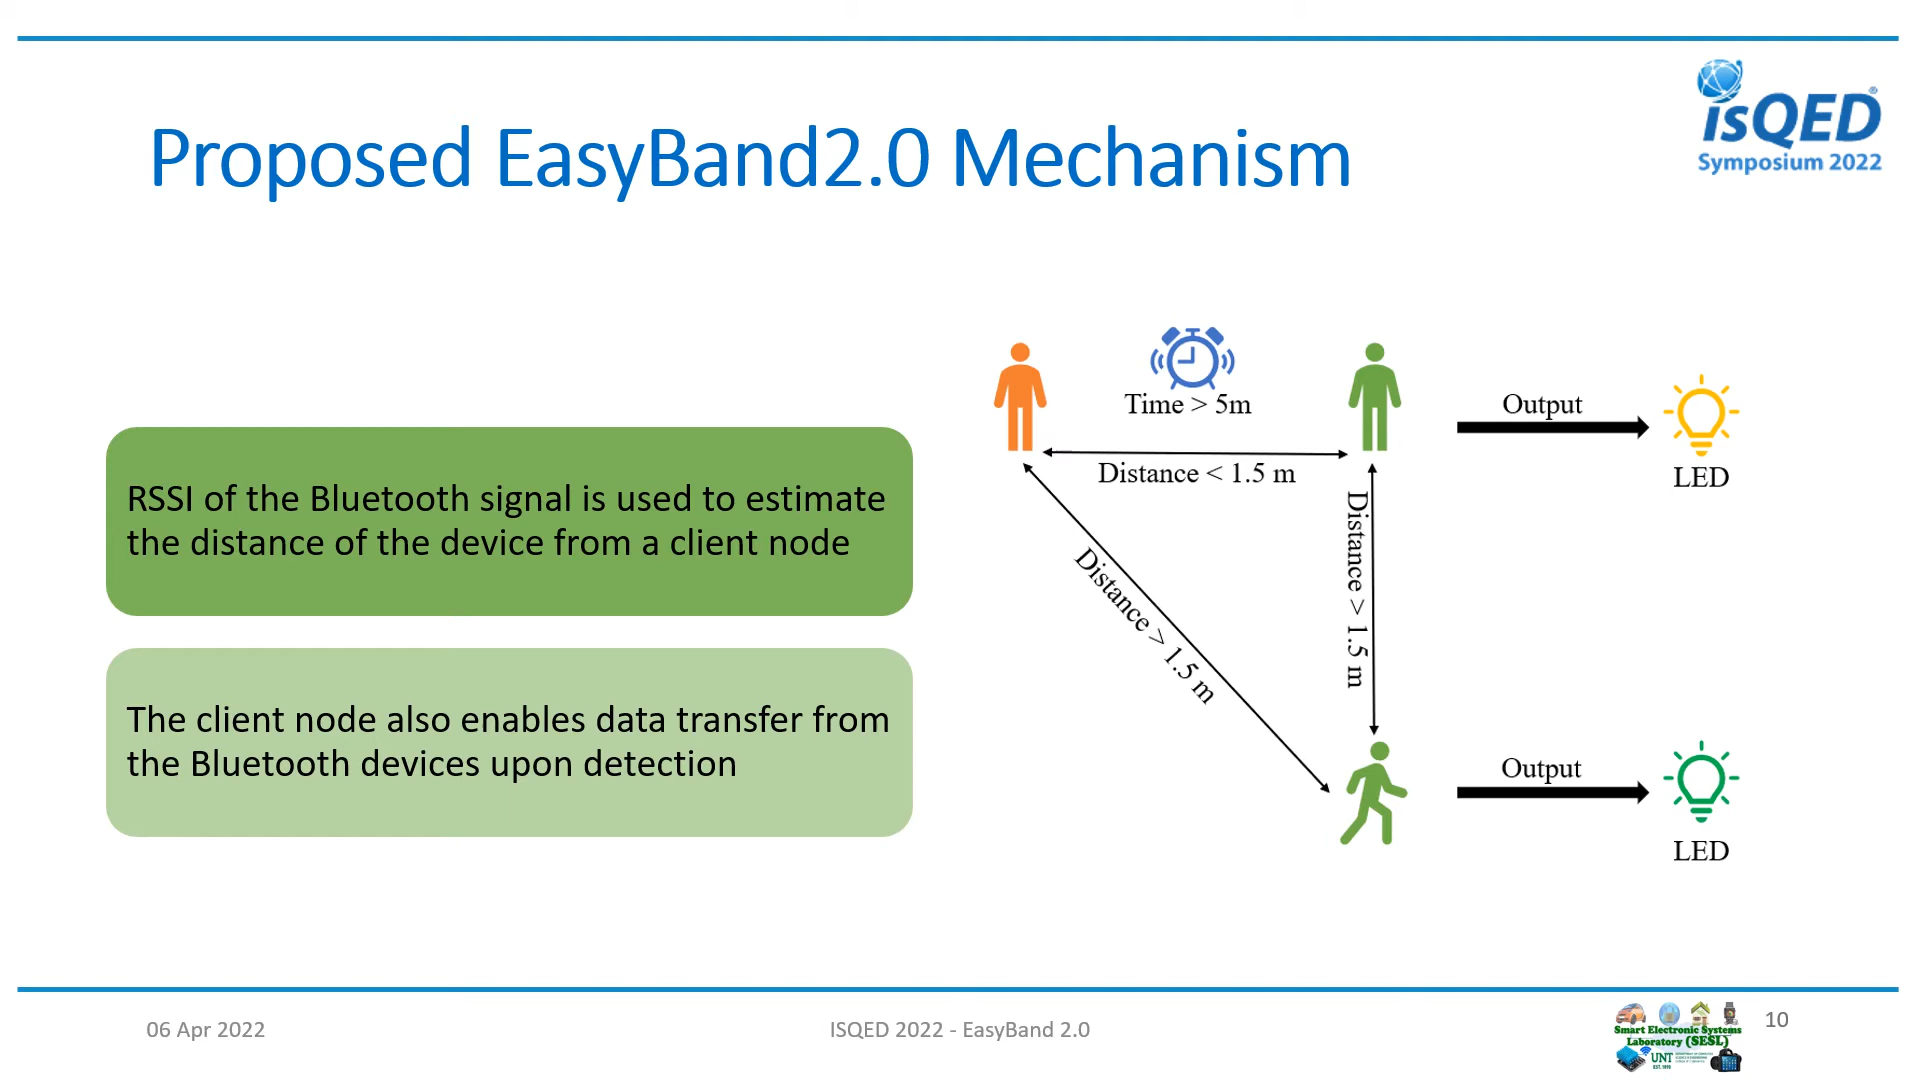 isQED®
Symposium 2022
Proposed EasyBand2.0 Mechanism
RSSI of the Bluetooth signal is used to estimate
the distance of the device from a client node
The client node also enables data transfer from
the Bluetooth devices upon detection
Time > 5m
Distance < 1.5 m
Distance > 1.5 m
Distance > 1.5 m
Output
LED
Output
LED
06 Apr 2022
ISQED 2022 - EasyBand 2.0
Smart Electronic Systems
Laboratory (SESL)
UNT
EST. 1890
10